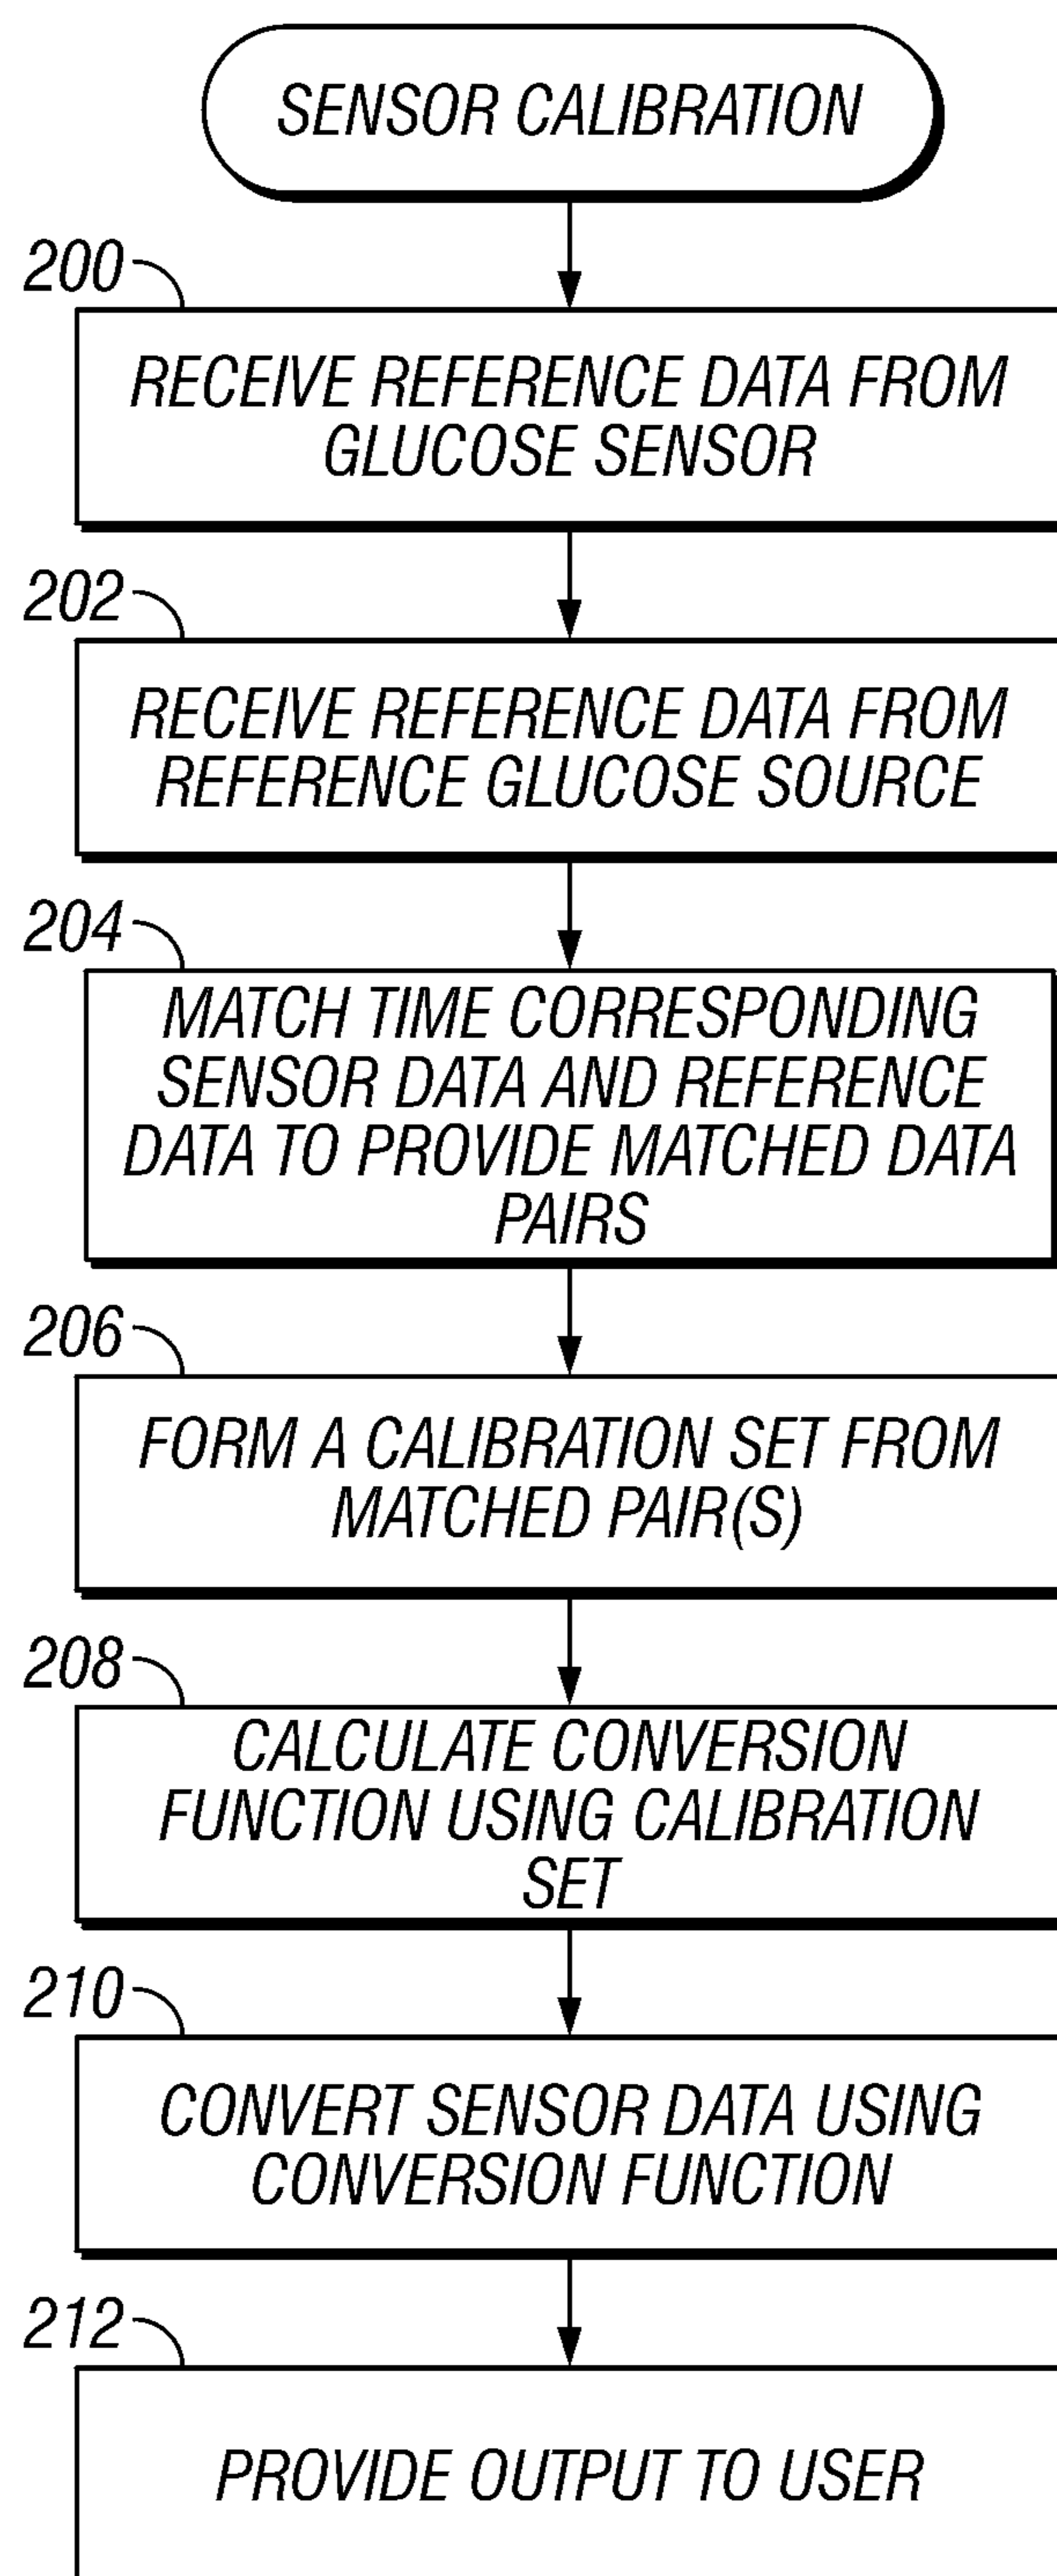 SENSOR CALIBRATION
200
RECEIVE REFERENCE DATA FROM
GLUCOSE SENSOR
202
RECEIVE REFERENCE DATA FROM
REFERENCE GLUCOSE SOURCE
204
MATCH TIME CORRESPONDING
SENSOR DATA AND REFERENCE
DATA TO PROVIDE MATCHED DATA
PAIRS
206
FORM A CALIBRATION SET FROM
MATCHED PAIR(S)
208
CALCULATE CONVERSION
FUNCTION USING CALIBRATION
SET
210
CONVERT SENSOR DATA USING
CONVERSION FUNCTION
212
PROVIDE OUTPUT TO USER